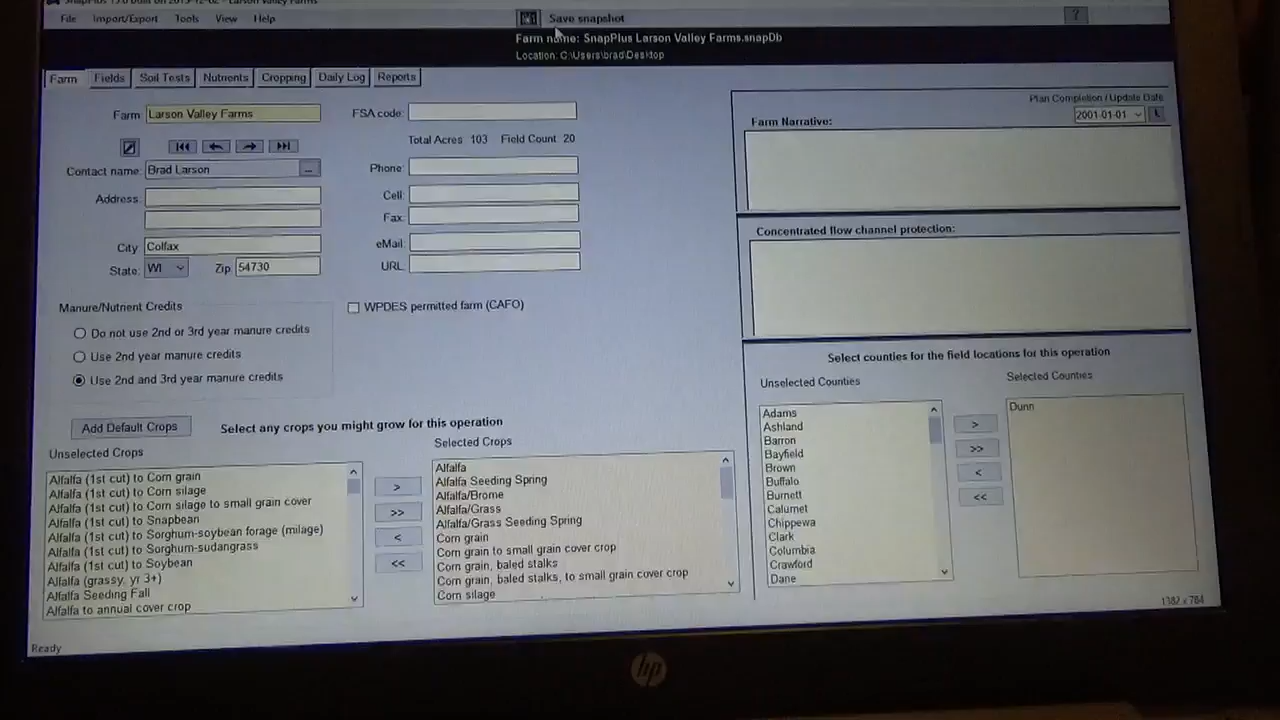 SnapPlus 15.0 built on 2015-12-02 - Larson Valley Farms
File Import/Export Tools View Help Save snapshot ?
Farm name: SnapPlus Larson Valley Farms.snapDb
Location: C:\Users\brad\Desktop
Farm Fields Soil Tests Nutrients Cropping Daily Log Reports
Farm Larson Valley Farms
FSA code:
Total Acres 103 Field Count 20
Contact name: Brad Larson ...
Address:
City Colfax
State: WI Zip 54730
Phone:
Cell:
Fax:
eMail:
URL:
Plan Completion / Update Date
2001-01-01
Farm Narrative:
Concentrated flow channel protection:
Manure/Nutrient Credits
Do not use 2nd or 3rd year manure credits
Use 2nd year manure credits
Use 2nd and 3rd year manure credits
WPDES permitted farm (CAFO)
Add Default Crops
Select any crops you might grow for this operation
Unselected Crops
Alfalfa (1st cut) to Corn grain
Alfalfa (1st cut) to Corn silage
Alfalfa (1st cut) to Corn silage to small grain cover
Alfalfa (1st cut) to Snapbean
Alfalfa (1st cut) to Sorghum-soybean forage (milage)
Alfalfa (1st cut) to Sorghum-sudangrass
Alfalfa (1st cut) to Soybean
Alfalfa (grassy, yr 3+)
Alfalfa Seeding Fall
Alfalfa to annual cover crop
>
>>
<
<<
Selected Crops
Alfalfa
Alfalfa Seeding Spring
Alfalfa/Brome
Alfalfa/Grass
Alfalfa/Grass Seeding Spring
Corn grain
Corn grain to small grain cover crop
Corn grain, baled stalks
Corn grain, baled stalks, to small grain cover crop
Corn silage
Select counties for the field locations for this operation
Unselected Counties
Adams
Ashland
Barron
Bayfield
Brown
Buffalo
Burnett
Calumet
Chippewa
Clark
Columbia
Crawford
Dane
>
>>
<
<<
Selected Counties
Dunn
1382 x 784
Ready
hp